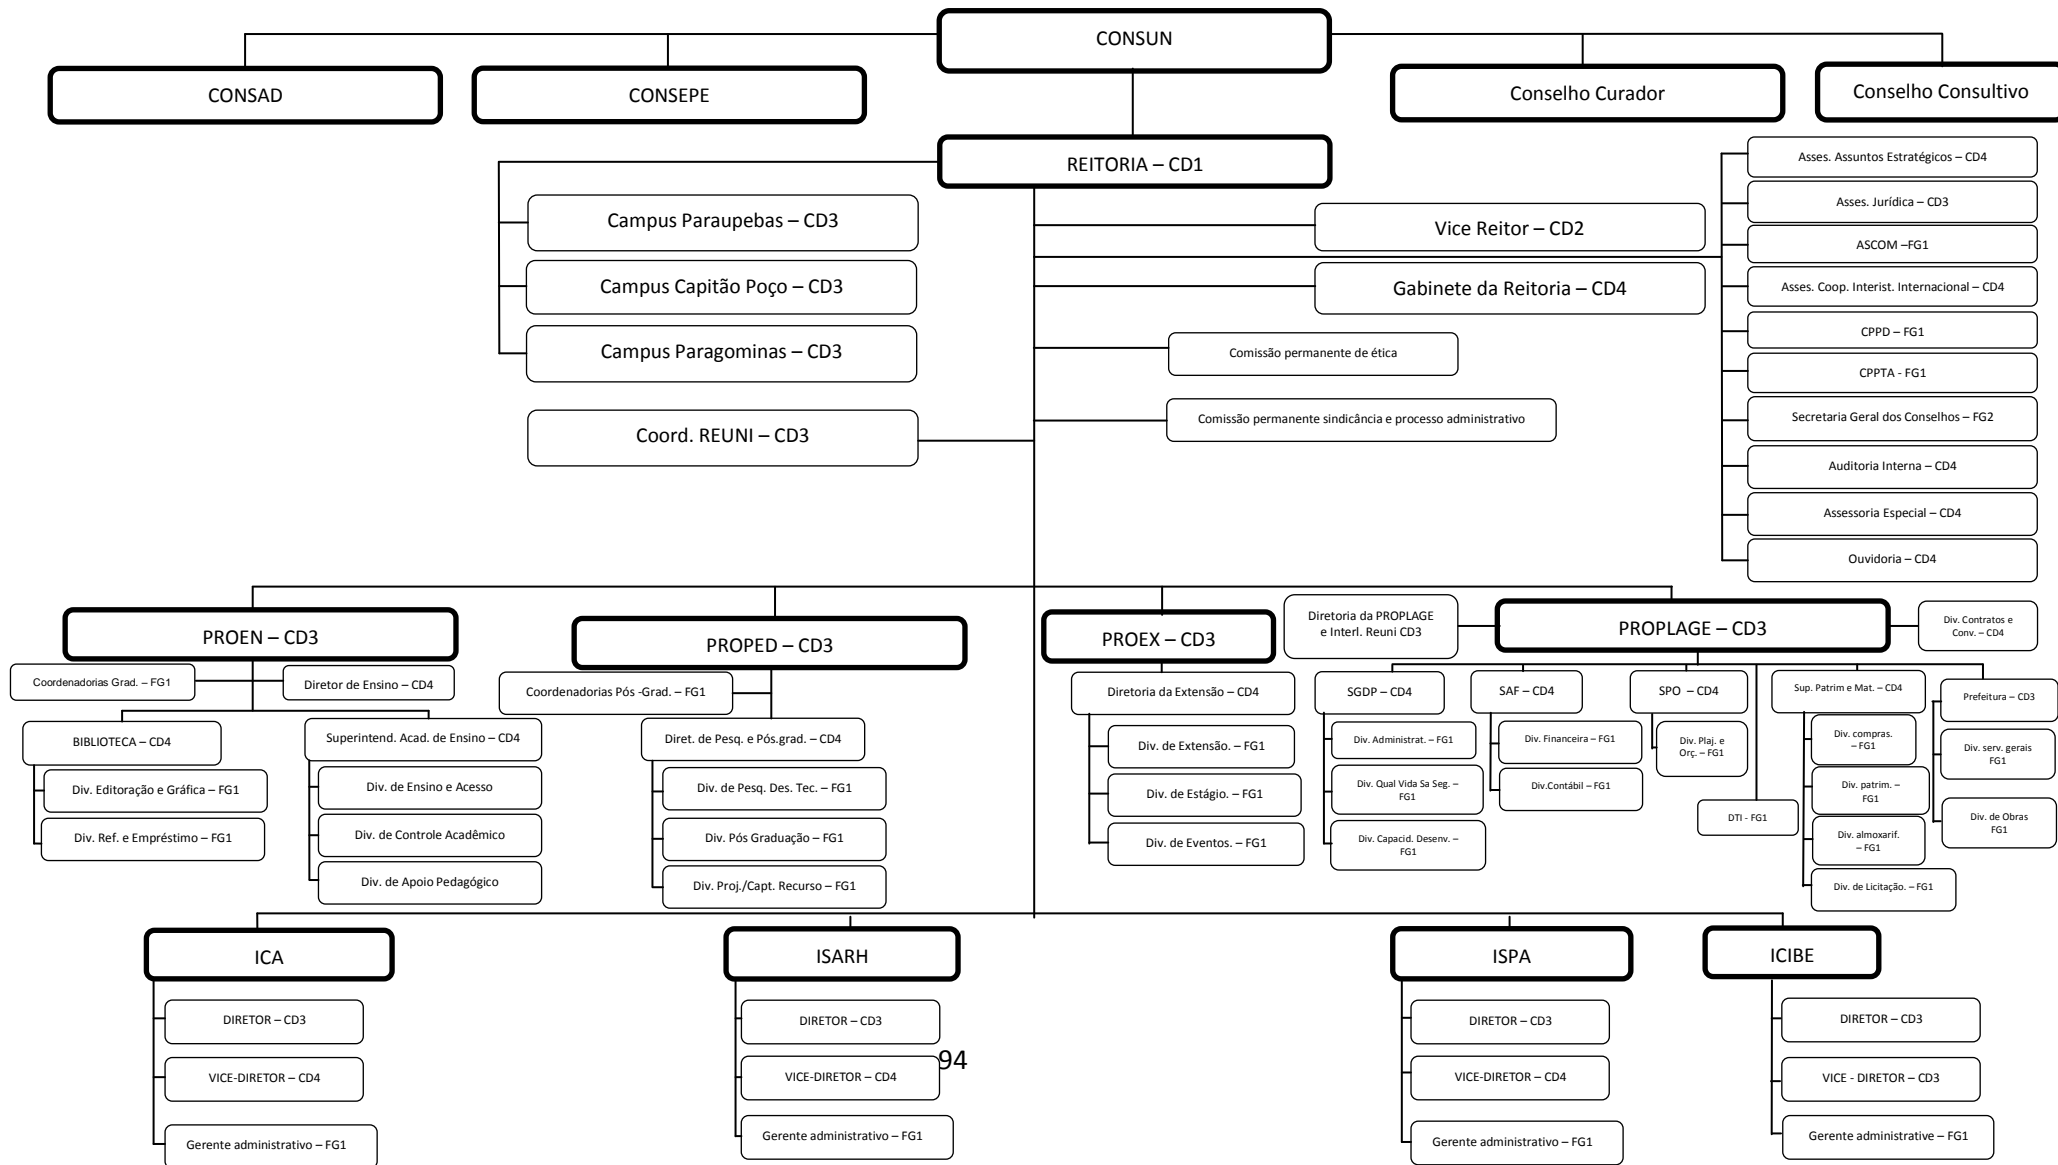 CONSUN
CONSAD
CONSEPE
Conselho Curador
Conselho Consultivo
REITORIA – CD1
Campus Paraupebas – CD3
Campus Capitão Poço – CD3
Campus Paragominas – CD3
Coord. REUNI – CD3
Vice Reitor – CD2
Gabinete da Reitoria – CD4
Comissão permanente de ética
Comissão permanente sindicância e processo administrativo
Asses. Assuntos Estratégicos – CD4
Asses. Jurídica – CD3
ASCOM –FG1
Asses. Coop. Interist. Internacional – CD4
CPPD – FG1
CPPTA - FG1
Secretaria Geral dos Conselhos – FG2
Auditoria Interna – CD4
Assessoria Especial – CD4
Ouvidoria – CD4
PROEN – CD3
Coordenadorias Grad. – FG1
Diretor de Ensino – CD4
BIBLIOTECA – CD4
Div. Editoração e Gráfica – FG1
Div. Ref. e Empréstimo – FG1
Superintend. Acad. de Ensino – CD4
Div. de Ensino e Acesso
Div. de Controle Acadêmico
Div. de Apoio Pedagógico
PROPED – CD3
Coordenadorias Pós -Grad. – FG1
Diret. de Pesq. e Pós.grad. – CD4
Div. de Pesq. Des. Tec. – FG1
Div. Pós Graduação – FG1
Div. Proj./Capt. Recurso – FG1
PROEX – CD3
Diretoria da Extensão – CD4
Div. de Extensão. – FG1
Div. de Estágio. – FG1
Div. de Eventos. – FG1
Diretoria da PROPLAGE
e Interl. Reuni CD3
PROPLAGE – CD3
Div. Contratos e
Conv. – CD4
SGDP – CD4
Div. Administrat. – FG1
Div. Qual Vida Sa Seg. –
FG1
Div. Capacid. Desenv. –
FG1
SAF – CD4
Div. Financeira – FG1
Div.Contábil – FG1
SPO – CD4
Div. Plaj. e
Orç. – FG1
DTI - FG1
Sup. Patrim e Mat. – CD4
Div. compras.
– FG1
Div. patrim. –
FG1
Div. almoxarif.
– FG1
Div. de Licitação. – FG1
Prefeitura – CD3
Div. serv. gerais
FG1
Div. de Obras
FG1
ICA
DIRETOR – CD3
VICE-DIRETOR – CD4
Gerente administrativo – FG1
ISARH
DIRETOR – CD3
VICE-DIRETOR – CD4
Gerente administrativo – FG1
94
ISPA
DIRETOR – CD3
VICE-DIRETOR – CD4
Gerente administrativo – FG1
ICIBE
DIRETOR – CD3
VICE - DIRETOR – CD3
Gerente administrative – FG1